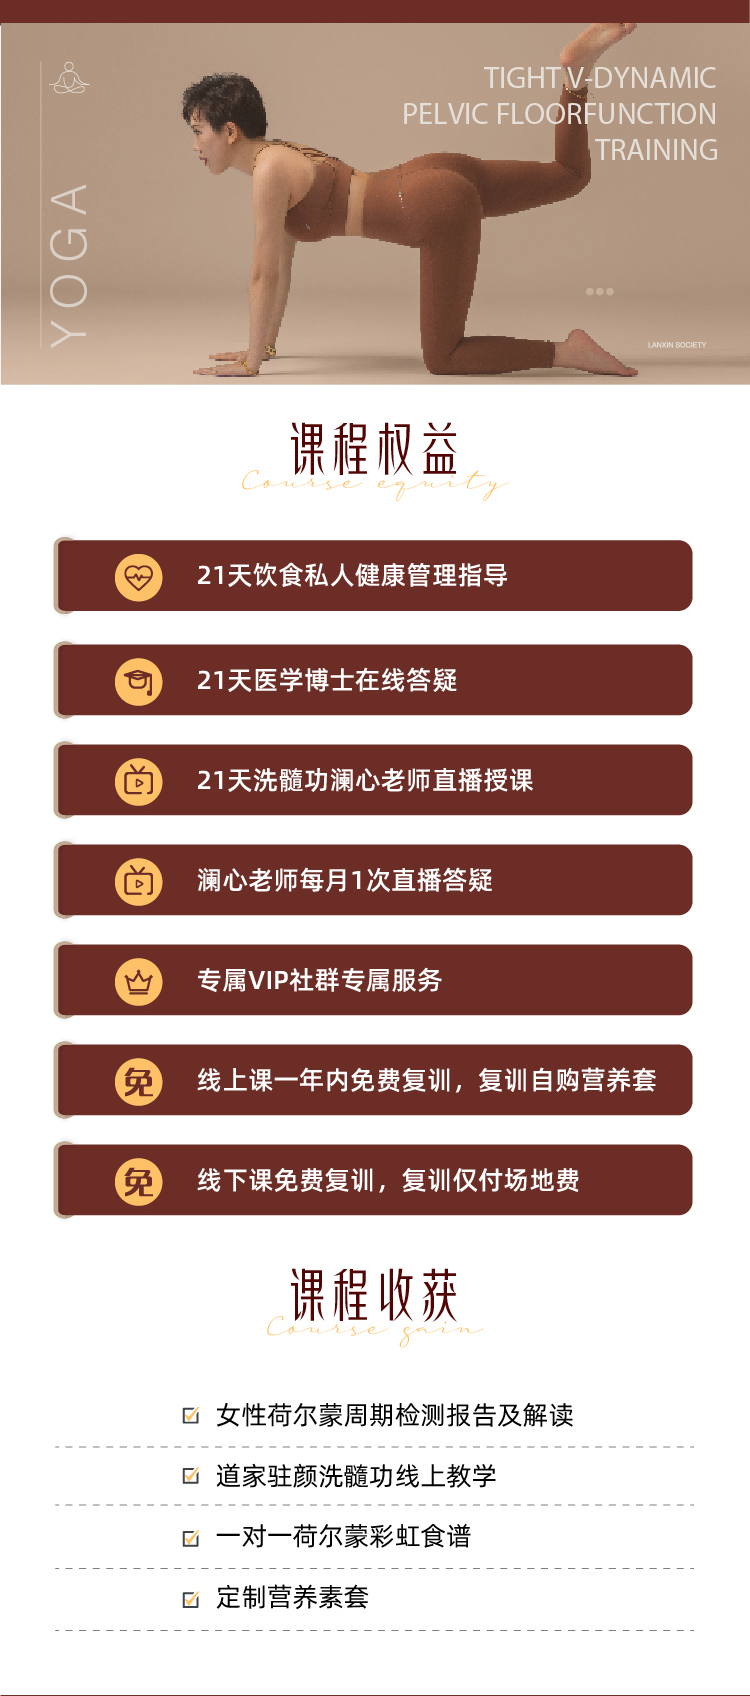 TIGHT V-DYNAMIC
PELVIC FLOORFUNCTION
TRAINING
YOGA
LANXIN SOCIETY
课程权益
Course equity
21天饮食私人健康管理指导
21天医学博士在线答疑
21天洗髓功澜心老师直播授课
澜心老师每月1次直播答疑
专属VIP社群专属服务
免
线上课一年内免费复训，复训自购营养套
免
线下课免费复训，复训仅付场地费
课程收获
Course gain
女性荷尔蒙周期检测报告及解读
道家驻颜洗髓功线上教学
一对一荷尔蒙彩虹食谱
定制营养素套